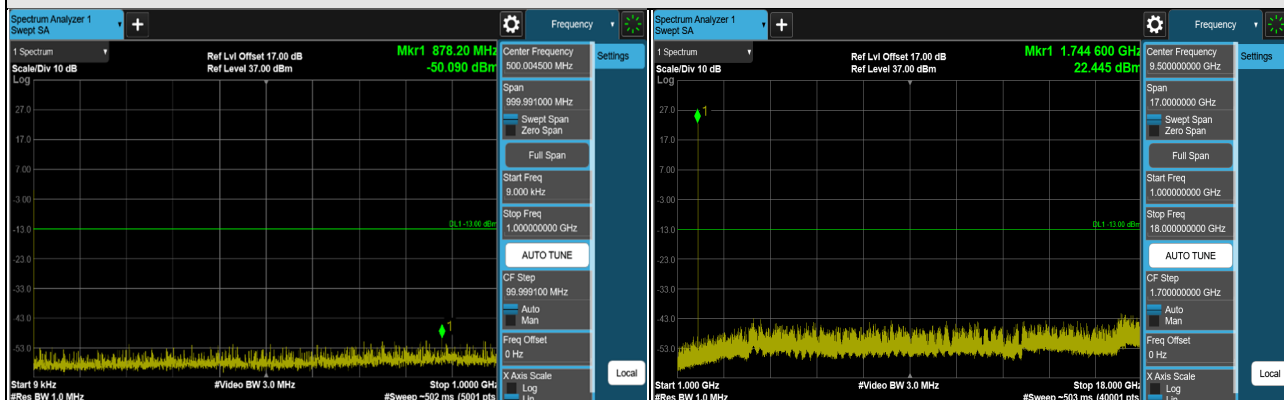 Spectrum Analyzer 1
Swept SA
+
Frequency
1 Spectrum
Scale/Div 10 dB
Log
Ref Lvl Offset 17.00 dB
Ref Level 37.00 dBm
Mkr1 878.20 MHz
-50.090 dBm
27.0
17.0
7.00
-3.00
-13.0
-23.0
-33.0
-43.0
-53.0
DL1 -13.00 dBm
1
Start 9 kHz
#Res BW 1.0 MHz
#Video BW 3.0 MHz
Stop 1.0000 GHz
#Sweep ~502 ms (5001 pts
Center Frequency
500.004500 MHz
Settings
Span
999.991000 MHz
Swept Span
Zero Span
Full Span
Start Freq
9.000 kHz
Stop Freq
1.000000000 GHz
AUTO TUNE
CF Step
99.999100 MHz
Auto
Man
Freq Offset
0 Hz
X Axis Scale
Log
Lin
Local
Spectrum Analyzer 1
Swept SA
+
Frequency
1 Spectrum
Scale/Div 10 dB
Log
Ref Lvl Offset 17.00 dB
Ref Level 37.00 dBm
Mkr1 1.744 600 GHz
22.445 dBm
27.0
17.0
7.00
-3.00
-13.0
-23.0
-33.0
-43.0
-53.0
DL1 -13.00 dBm
1
Start 1.000 GHz
#Res BW 1.0 MHz
#Video BW 3.0 MHz
Stop 18.000 GHz
#Sweep ~503 ms (40001 pts
Center Frequency
9.500000000 GHz
Settings
Span
17.0000000 GHz
Swept Span
Zero Span
Full Span
Start Freq
1.000000000 GHz
Stop Freq
18.000000000 GHz
AUTO TUNE
CF Step
1.700000000 GHz
Auto
Man
Freq Offset
0 Hz
X Axis Scale
Log
Lin
Local